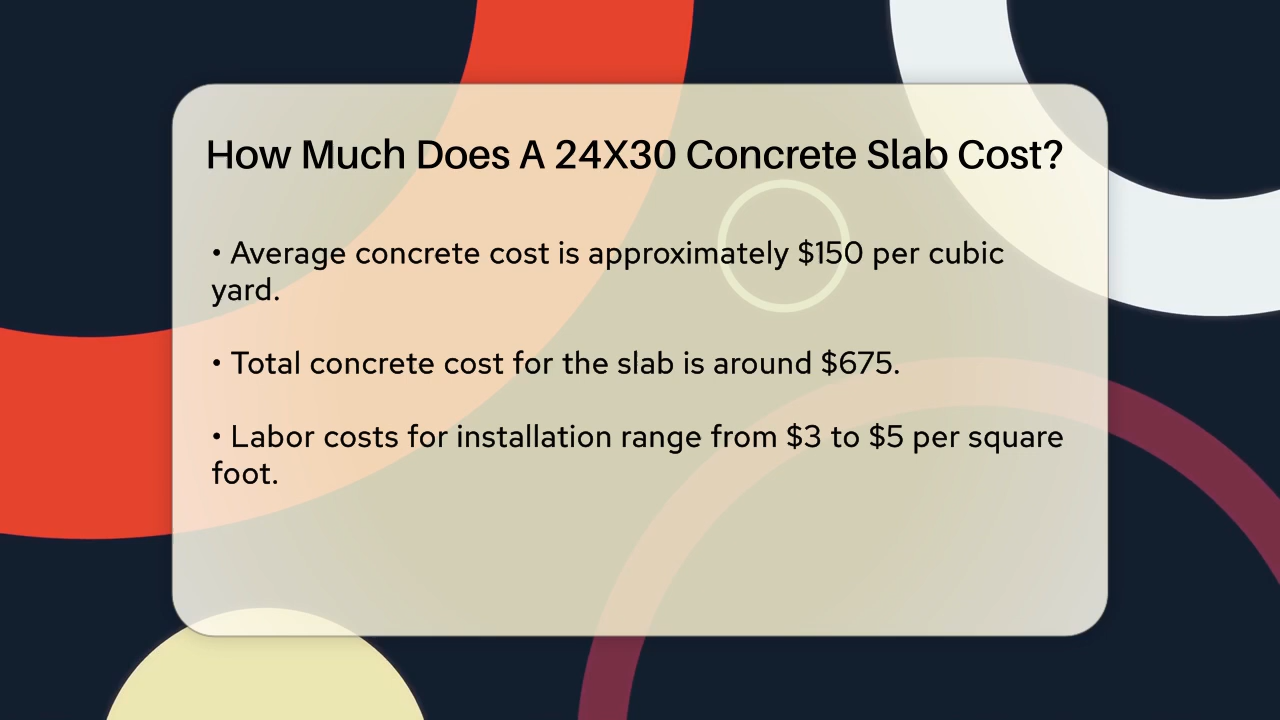 How Much Does A 24X30 Concrete Slab Cost?
• Average concrete cost is approximately $150 per cubic
yard.
• Total concrete cost for the slab is around $675.
• Labor costs for installation range from $3 to $5 per square
foot.